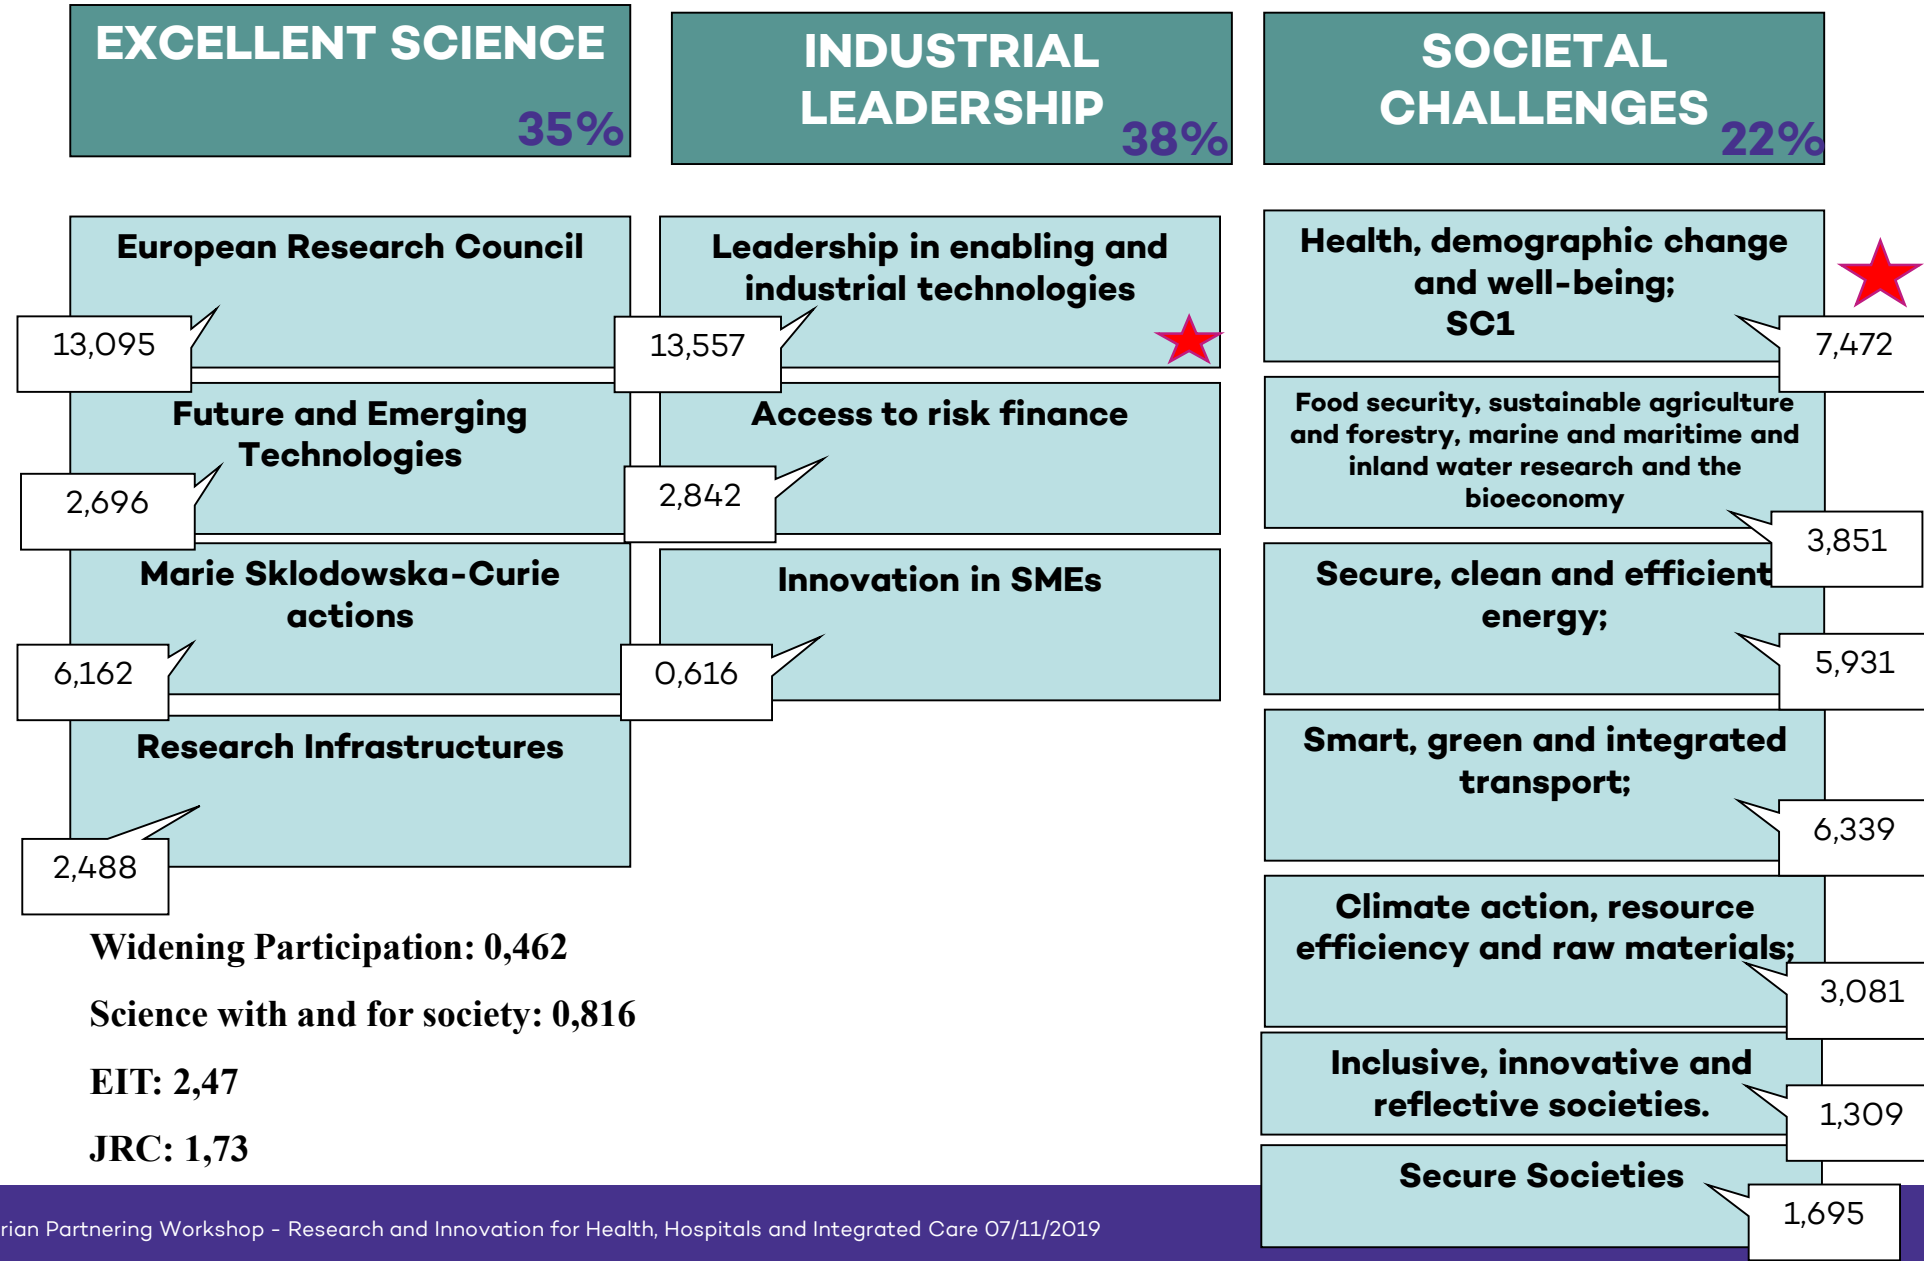 EXCELLENT SCIENCE
35%
INDUSTRIAL
LEADERSHIP
38%
SOCIETAL
CHALLENGES
22%
European Research Council
13,095
Future and Emerging
Technologies
2,696
Marie Sklodowska-Curie
actions
6,162
Research Infrastructures
2,488
Leadership in enabling and
industrial technologies
13,557
Access to risk finance
2,842
Innovation in SMEs
0,616
Health, demographic change
and well-being;
SC1
7,472
Food security, sustainable agriculture
and forestry, marine and maritime and
inland water research and the
bioeconomy
3,851
Secure, clean and efficient
energy;
5,931
Smart, green and integrated
transport;
6,339
Climate action, resource
efficiency and raw materials;
3,081
Inclusive, innovative and
reflective societies.
1,309
Secure Societies
1,695
Widening Participation: 0,462
Science with and for society: 0,816
EIT: 2,47
JRC: 1,73
rian Partnering Workshop - Research and Innovation for Health, Hospitals and Integrated Care 07/11/2019